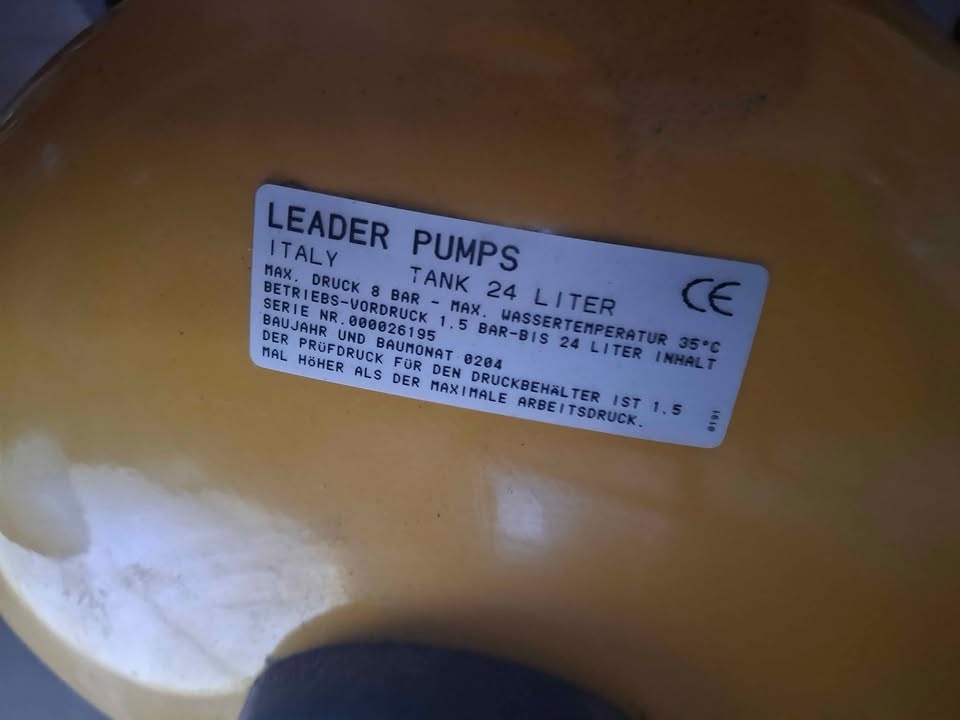 LEADER PUMPS
ITALY TANK 24 LITER CE
MAX. DRUCK 8 BAR - MAX. WASSERTEMPERATUR 35°C
BETRIEBS-VORDRUCK 1.5 BAR-BIS 24 LITER INHALT
SERIE NR.000026195
BAUJAHR UND BAUMONAT 0204
DER PRÜFDRUCK FÜR DEN DRUCKBEHÄLTER IST 1.5
MAL HÖHER ALS DER MAXIMALE ARBEITSDRUCK.